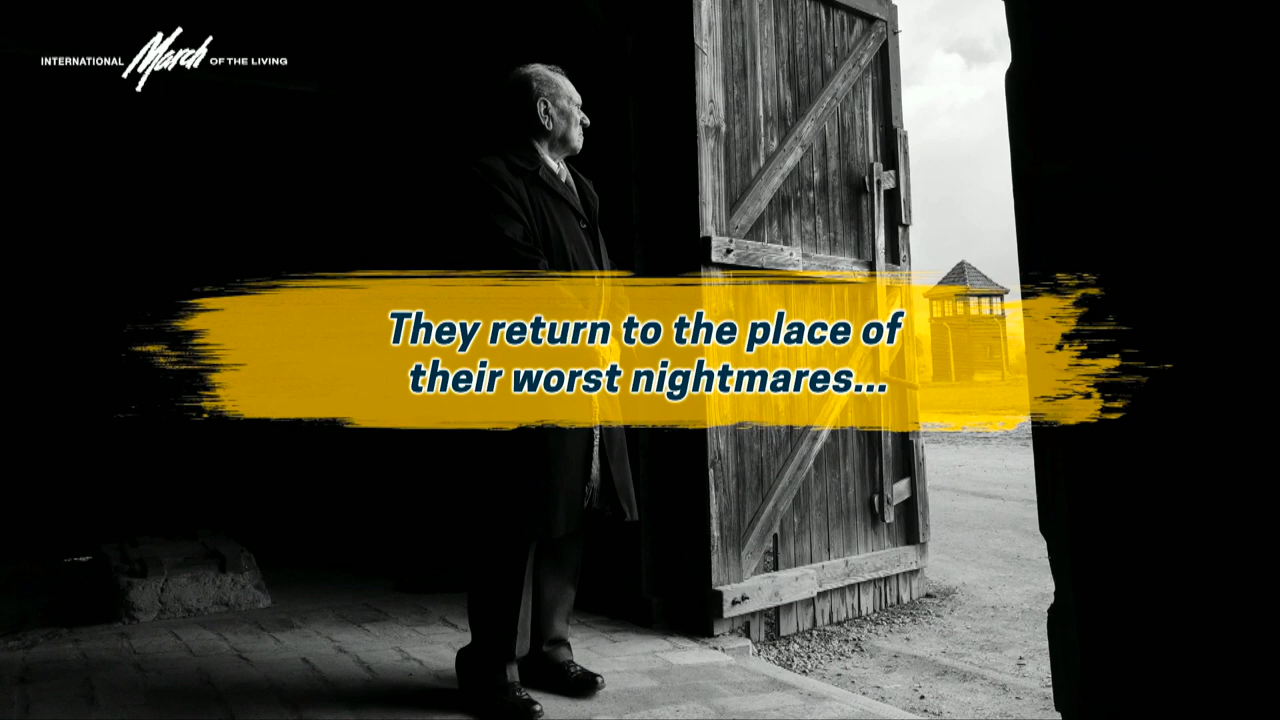 INTERNATIONAL March OF THE LIVING
They return to the place of
their worst nightmares...